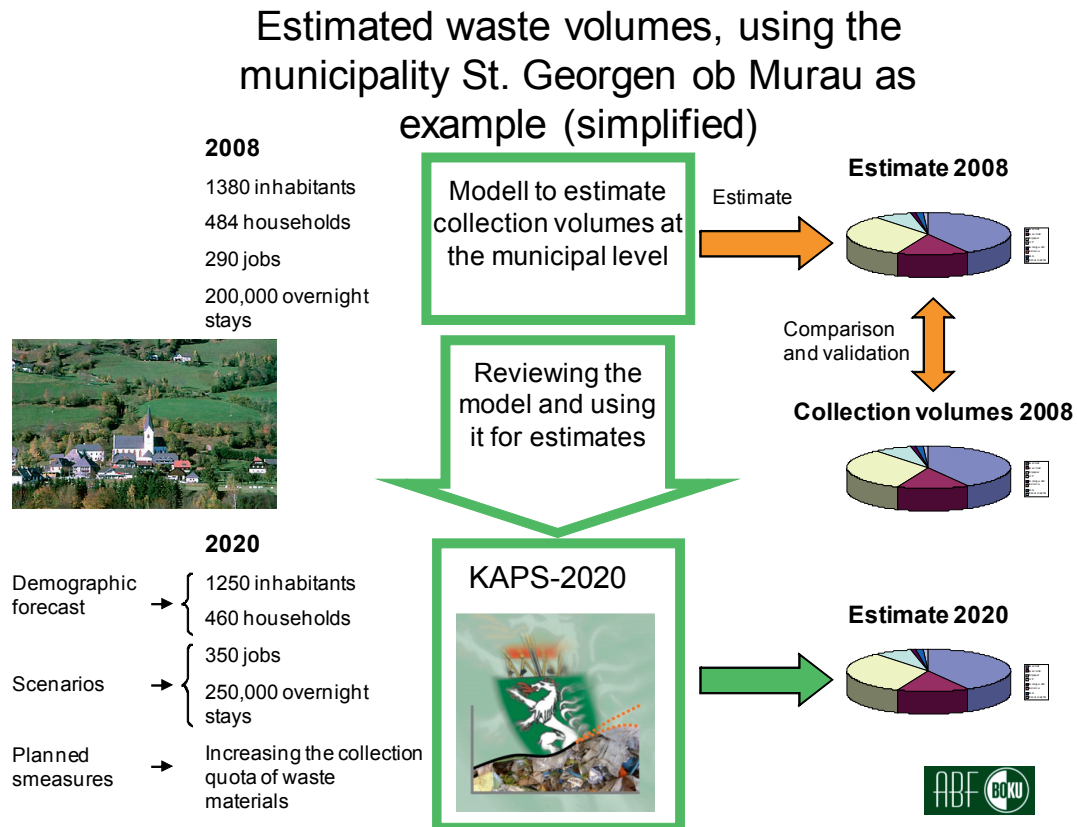 Estimated waste volumes, using the
municipality St. Georgen ob Murau as
example (simplified)
2008
1380 inhabitants
484 households
290 jobs
200,000 overnight
stays
Modell to estimate
collection volumes at
the municipal level
Estimate
Estimate 2008
Comparison
and validation
Collection volumes 2008
Reviewing the
model and using
it for estimates
2020
Demographic
forecast
1250 inhabitants
460 households
Scenarios
350 jobs
250,000 overnight
stays
Planned
smeasures
Increasing the collection
quota of waste
materials
KAPS-2020
Estimate 2020
ABF BOKU